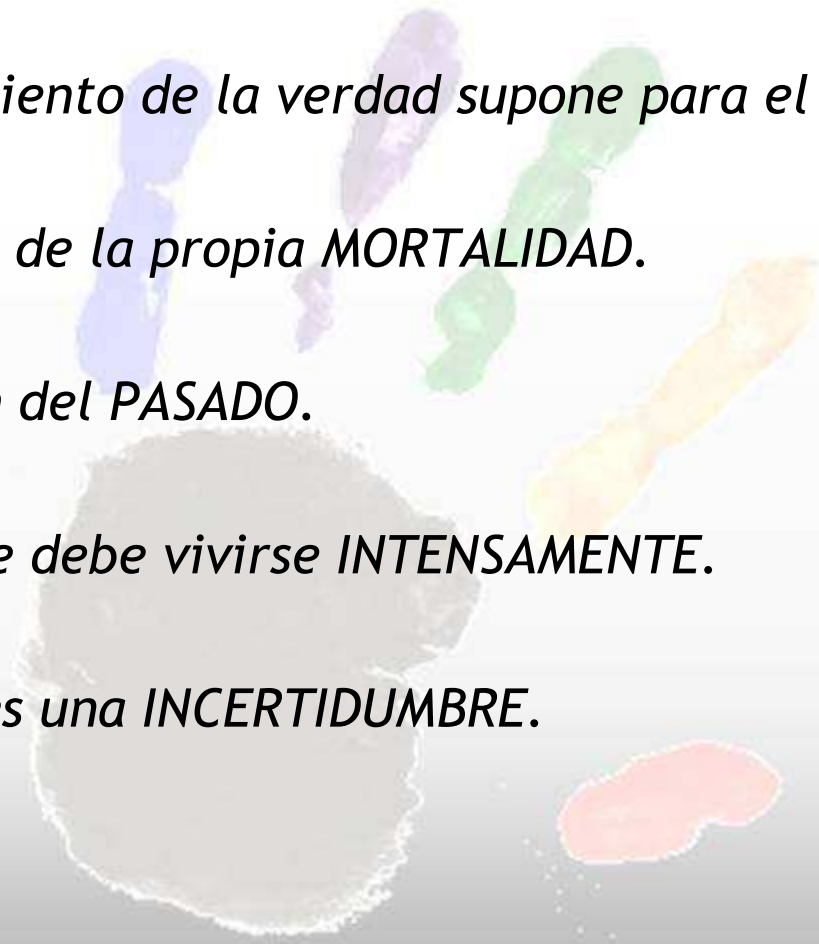 iento de la verdad supone para el
de la propia MORTALIDAD.
del PASADO.
e debe vivirse INTENSAMENTE.
s una INCERTIDUMBRE.